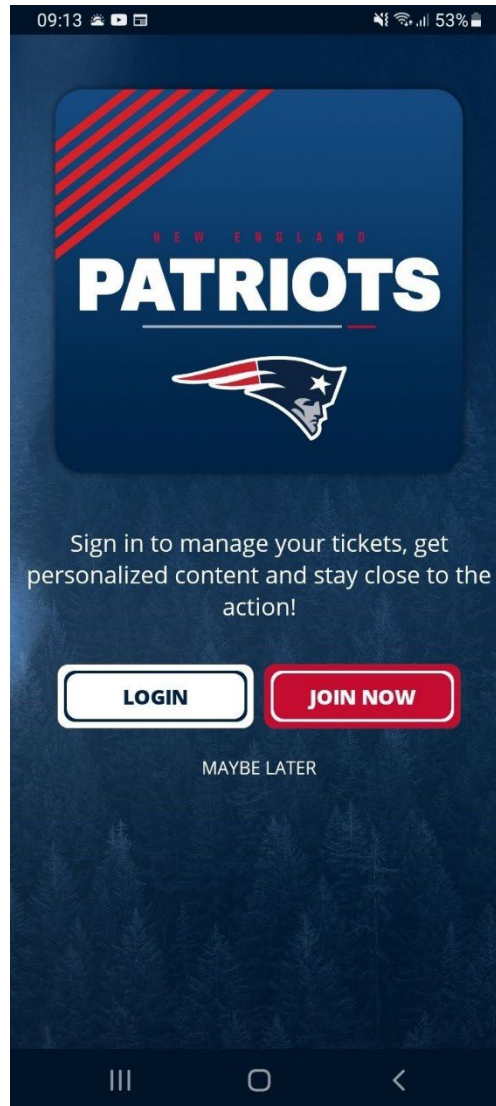 09:13 53%
NEW ENGLAND
PATRIOTS
Sign in to manage your tickets, get
personalized content and stay close to the
action!
LOGIN JOIN NOW
MAYBE LATER